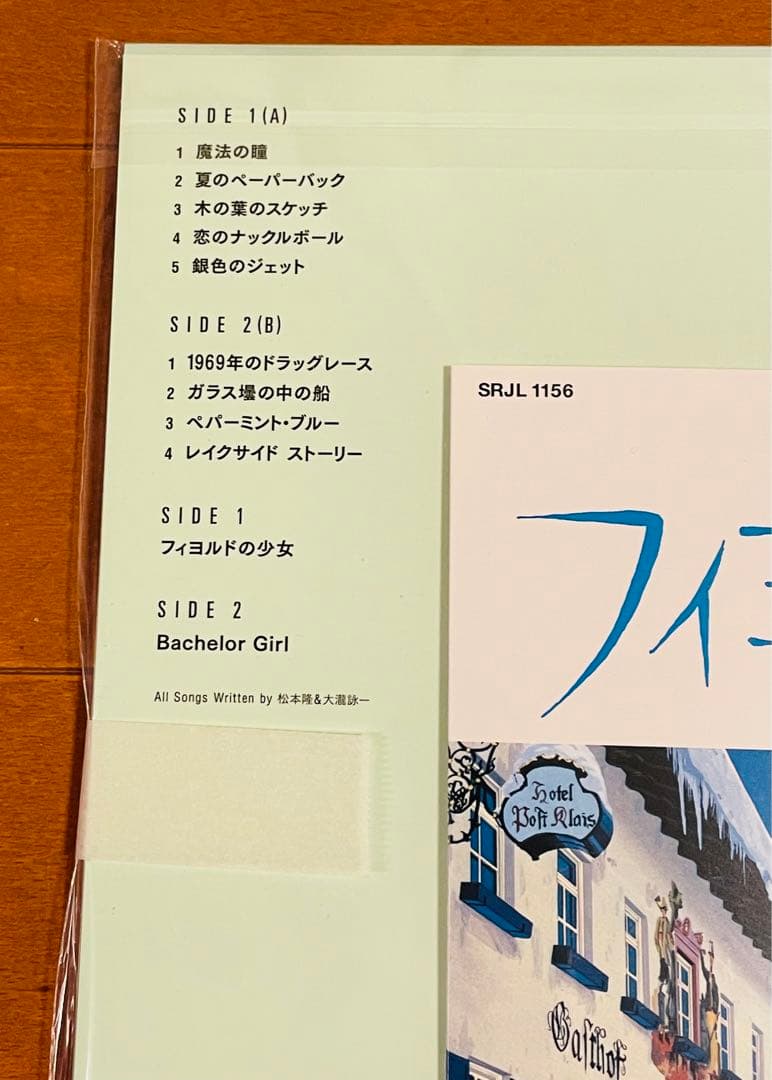 SIDE 1(A)
1 魔法の瞳
2 夏のペーパーバック
3 木の葉のスケッチ
4 恋のナックルボール
5 銀色のジェット
SIDE 2(B)
1 1969年のドラッグレース
2 ガラス壜の中の船
3 ペパーミント・ブルー
4 レイクサイド ストーリー
SIDE 1
フィヨルドの少女
SIDE 2
Bachelor Girl
All Songs Written by 松本隆&大瀧詠一
SRJL 1156
フィヨ
Hotel
Post Klais
Gasthof